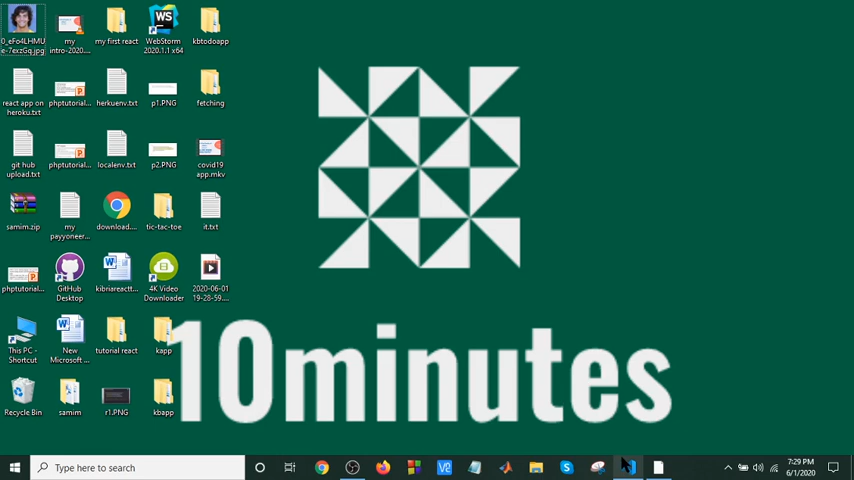 0_eFo4LHMU
e-7exzGq.jpg
my
intro-2020....
my first react
WebStorm
2020.1.1 x64
kbtodoapp
react app on
heroku.txt
phptutorial...
herkuenv.txt
p1.PNG
fetching
git hub
upload.txt
phptutorial...
localenv.txt
p2.PNG
covid19
app.mkv
samim.zip
my
payyoneer...
download....
tic-tac-toe
it.txt
phptutorial...
GitHub
Desktop
kibriareactt...
4K Video
Downloader
2020-06-01
19-28-59....
This PC -
Shortcut
New
Microsoft ...
tutorial react
kapp
Recycle Bin
samim
r1.PNG
kbapp
WS
10minutes
Type here to search
7:29 PM
6/1/2020